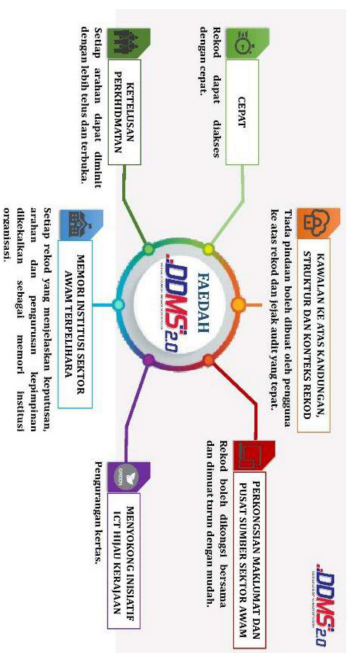 DDMS 2.0
FAEDAH
DDMS 2.0
CEPAT
Rekod dapat diakses
dengan cepat.
KAWALAN KE ATAS KANDUNGAN,
STRUKTUR DAN KONTEKS REKOD
Tiada pindaan boleh dibuat oleh pengguna
ke atas rekod dan jejak audit yang tepat.
PERKONGSIAN MAKLUMAT DAN
PUSAT SUMBER SEKTOR AWAM
Rekod boleh dikongsi bersama
dan dimuat turun dengan mudah.
KETELUSAN
PERKHIDMATAN
Setiap arahan dapat diminit
dengan lebih telus dan terbuka.
MEMORI INSTITUSI SEKTOR
AWAM TERPELIHARA
Setiap rekod yang menjelaskan keputusan,
arahan dan pengurusan kepimpinan
dikekalkan sebagai memori institusi
organisasi.
MENYOKONG INISIATIF
ICT HIJAU KERAJAAN
Pengurangan kertas.